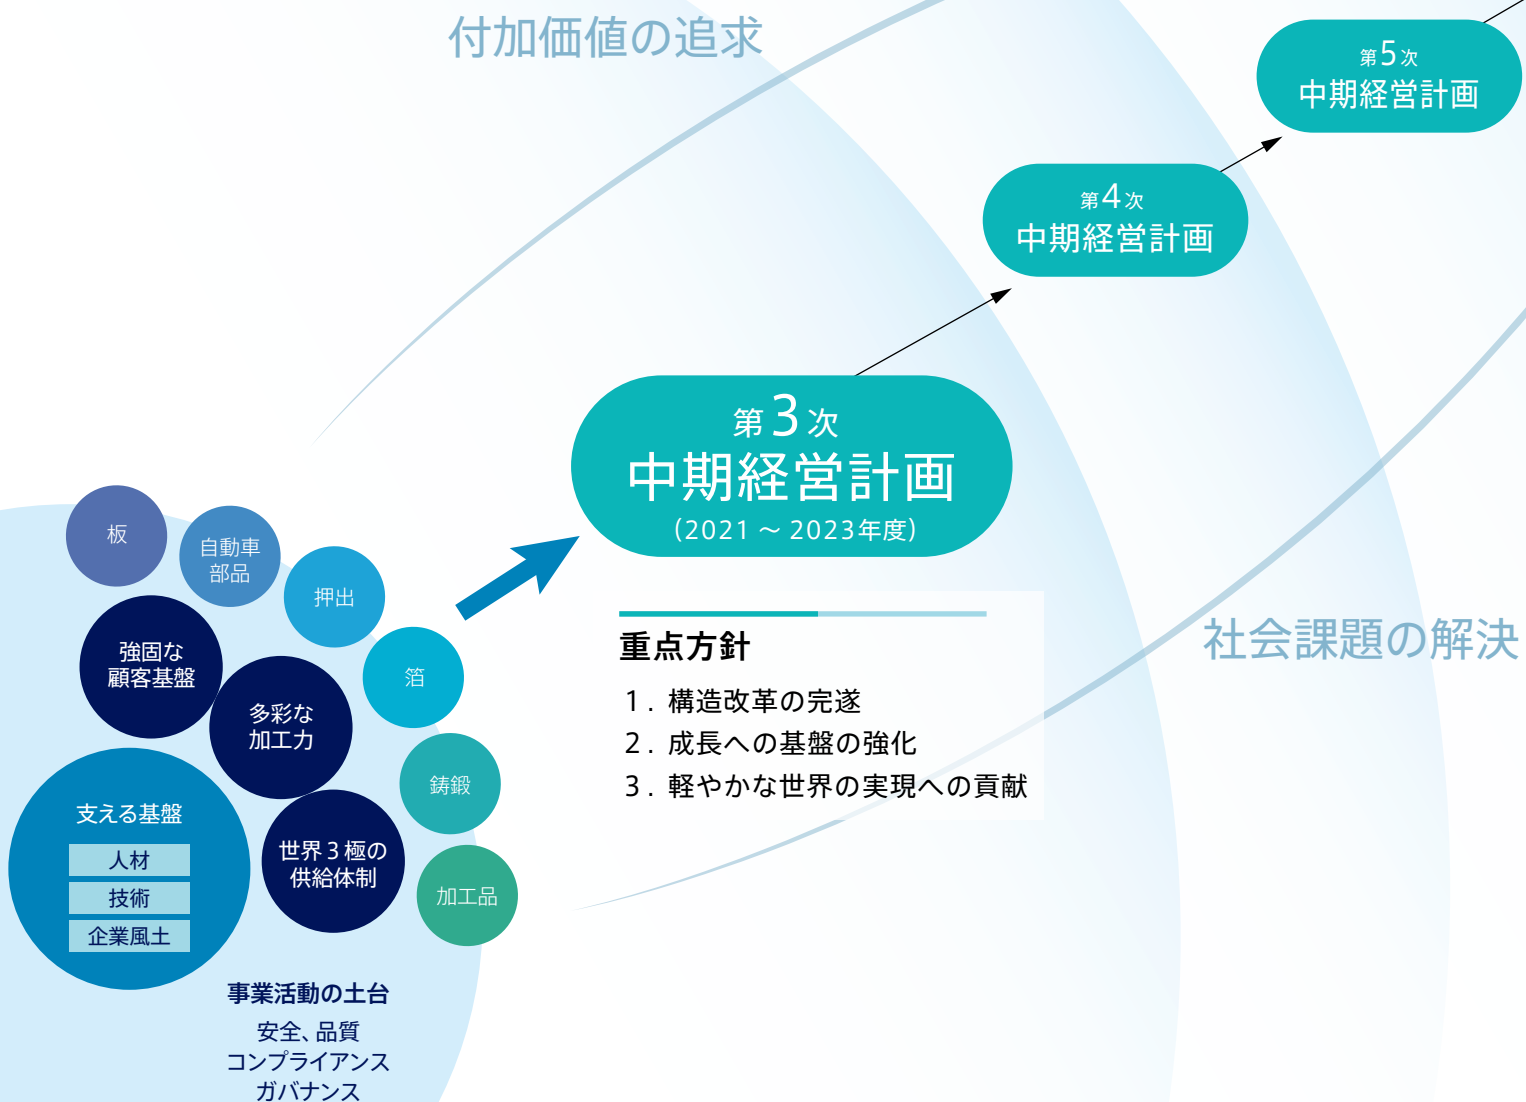 付加価値の追求
第5次
中期経営計画
第4次
中期経営計画
第3次
中期経営計画
(2021～2023年度)
重点方針
1. 構造改革の完遂
2. 成長への基盤の強化
3. 軽やかな世界の実現への貢献
社会課題の解決
板
自動車
部品
押出
箔
鋳鍛
加工品
強固な
顧客基盤
多彩な
加工力
世界3極の
供給体制
支える基盤
人材
技術
企業風土
事業活動の土台
安全、品質
コンプライアンス
ガバナンス